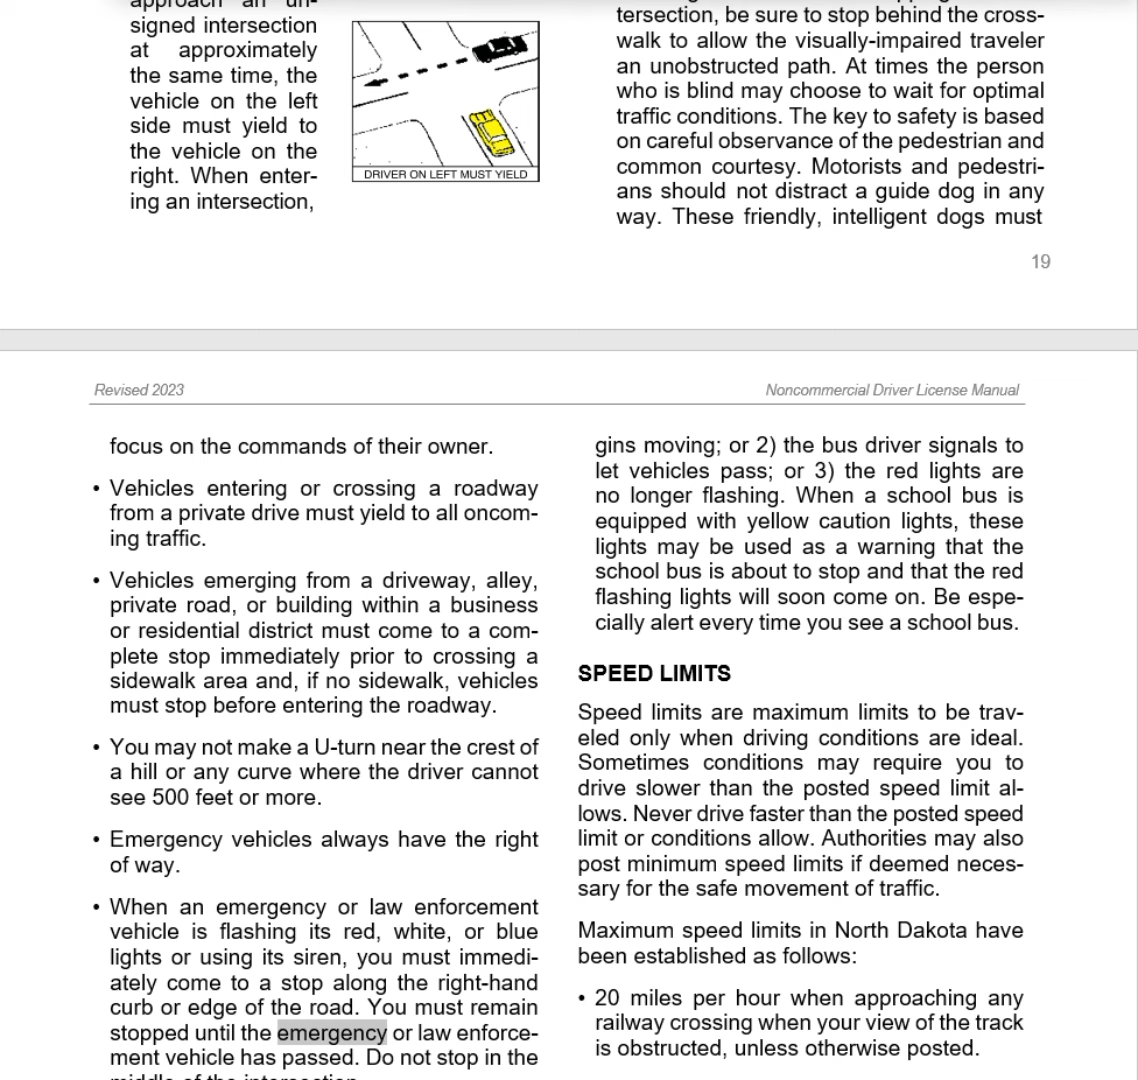 approach an un-
signed intersection
at approximately
the same time, the
vehicle on the left
side must yield to
the vehicle on the
right. When enter-
ing an intersection,
DRIVER ON LEFT MUST YIELD
tersection, be sure to stop behind the cross-
walk to allow the visually-impaired traveler
an unobstructed path. At times the person
who is blind may choose to wait for optimal
traffic conditions. The key to safety is based
on careful observance of the pedestrian and
common courtesy. Motorists and pedestri-
ans should not distract a guide dog in any
way. These friendly, intelligent dogs must
19
Revised 2023
Noncommercial Driver License Manual
focus on the commands of their owner.
• Vehicles entering or crossing a roadway
from a private drive must yield to all oncom-
ing traffic.
• Vehicles emerging from a driveway, alley,
private road, or building within a business
or residential district must come to a com-
plete stop immediately prior to crossing a
sidewalk area and, if no sidewalk, vehicles
must stop before entering the roadway.
• You may not make a U-turn near the crest of
a hill or any curve where the driver cannot
see 500 feet or more.
• Emergency vehicles always have the right
of way.
• When an emergency or law enforcement
vehicle is flashing its red, white, or blue
lights or using its siren, you must immedi-
ately come to a stop along the right-hand
curb or edge of the road. You must remain
stopped until the emergency or law enforce-
ment vehicle has passed. Do not stop in the
middle of the intersection.
gins moving; or 2) the bus driver signals to
let vehicles pass; or 3) the red lights are
no longer flashing. When a school bus is
equipped with yellow caution lights, these
lights may be used as a warning that the
school bus is about to stop and that the red
flashing lights will soon come on. Be espe-
cially alert every time you see a school bus.
SPEED LIMITS
Speed limits are maximum limits to be trav-
eled only when driving conditions are ideal.
Sometimes conditions may require you to
drive slower than the posted speed limit al-
lows. Never drive faster than the posted speed
limit or conditions allow. Authorities may also
post minimum speed limits if deemed neces-
sary for the safe movement of traffic.
Maximum speed limits in North Dakota have
been established as follows:
• 20 miles per hour when approaching any
railway crossing when your view of the track
is obstructed, unless otherwise posted.